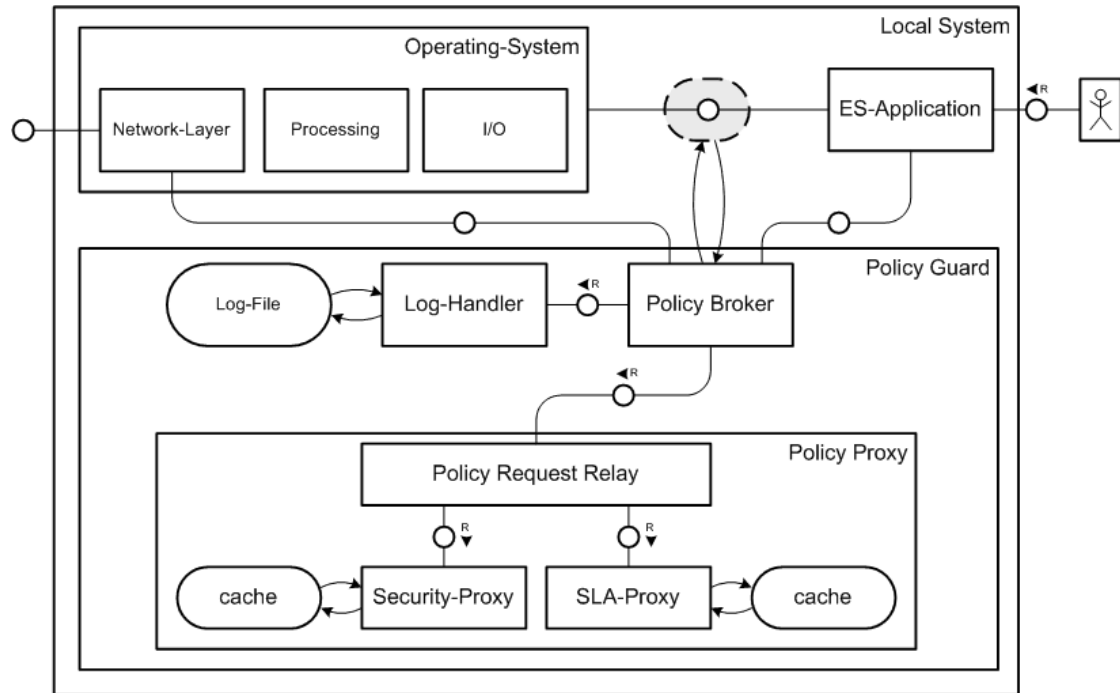 Local System
Operating-System
R
ES-Application
Network-Layer
Processing
I/O
Policy Guard
R
Log-File
Log-Handler
Policy Broker
R
Policy Proxy
Policy Request Relay
R
R
cache
Security-Proxy
SLA-Proxy
cache